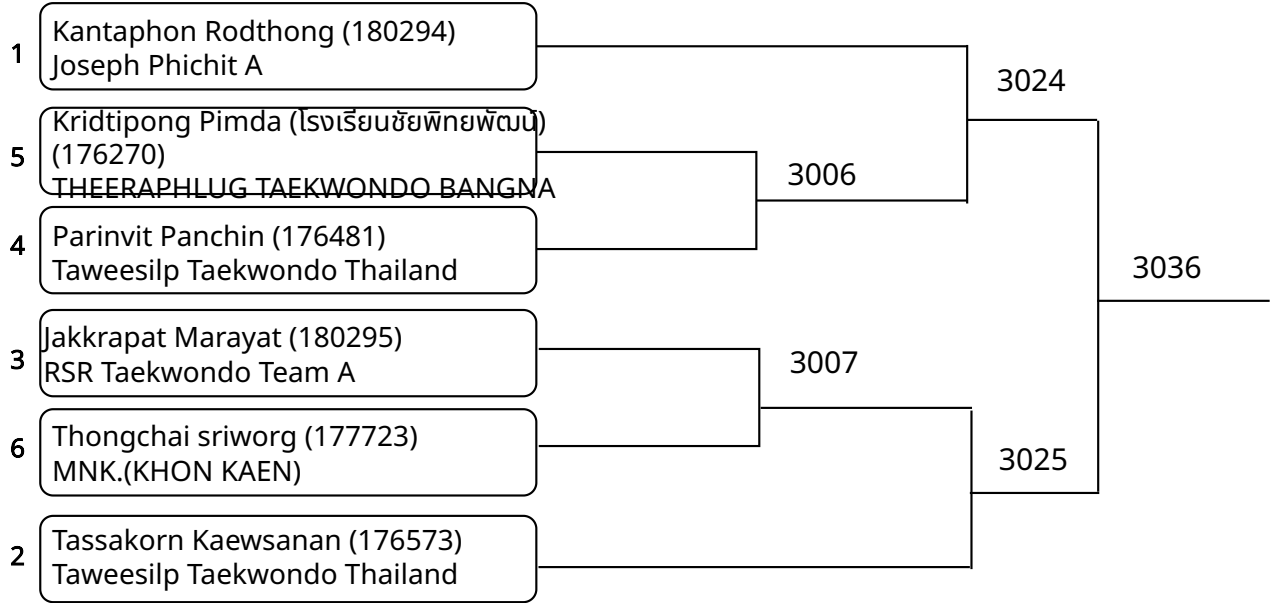 1
Kantaphon Rodthong (180294)
Joseph Phichit A
5
Kridtipong Pimda (โรงเรียนชัยพิทยพัฒน์)
(176270)
THEERAPHLUG TAEKWONDO BANGNA
4
Parinvit Panchin (176481)
Taweesilp Taekwondo Thailand
3
Jakkrapat Marayat (180295)
RSR Taekwondo Team A
6
Thongchai sriworg (177723)
MNK.(KHON KAEN)
2
Tassakorn Kaewsanan (176573)
Taweesilp Taekwondo Thailand
3006
3007
3024
3025
3036